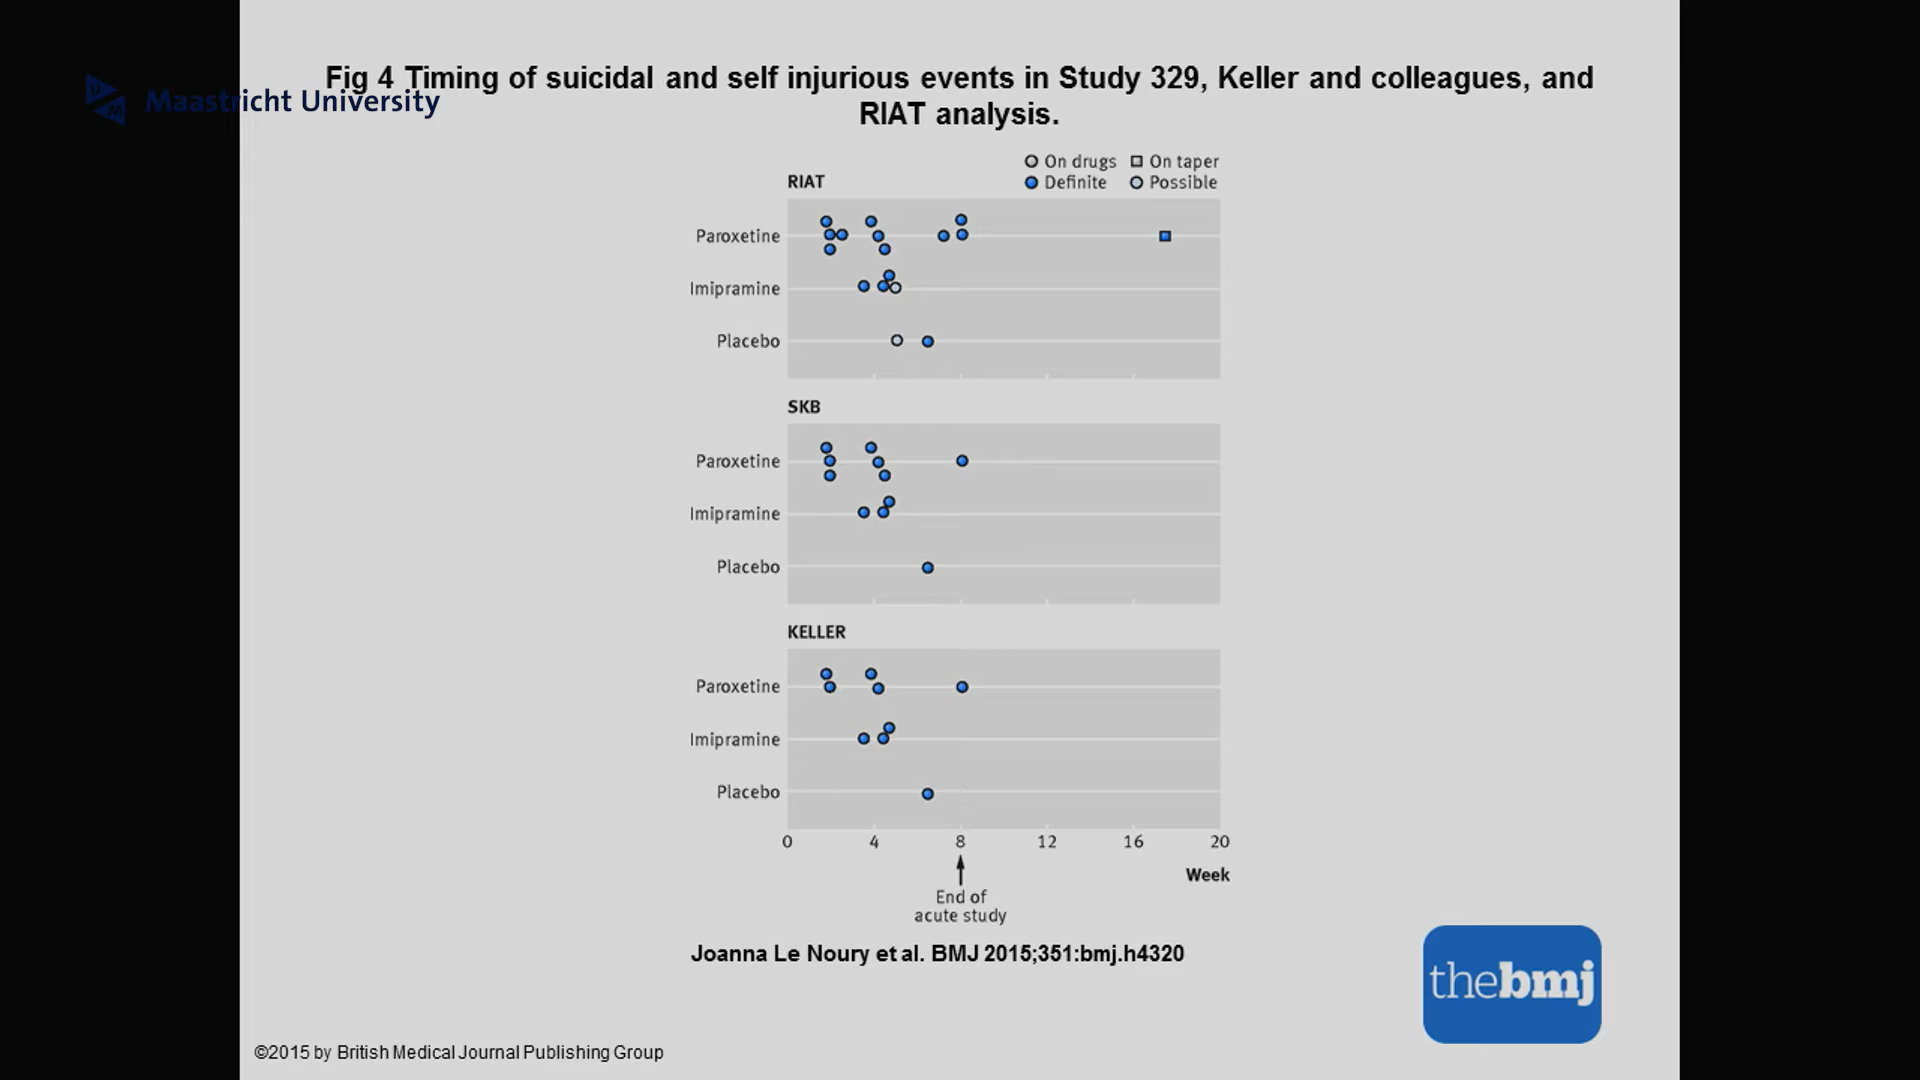 Fig 4 Timing of suicidal and self injurious events in Study 329, Keller and colleagues, and
RIAT analysis.
Maastricht University
On drugs On taper
Definite Possible
RIAT
Paroxetine
Imipramine
Placebo
SKB
Paroxetine
Imipramine
Placebo
KELLER
Paroxetine
Imipramine
Placebo
0 4 8 12 16 20
Week
End of
acute study
Joanna Le Noury et al. BMJ 2015;351:bmj.h4320
thebmj
©2015 by British Medical Journal Publishing Group